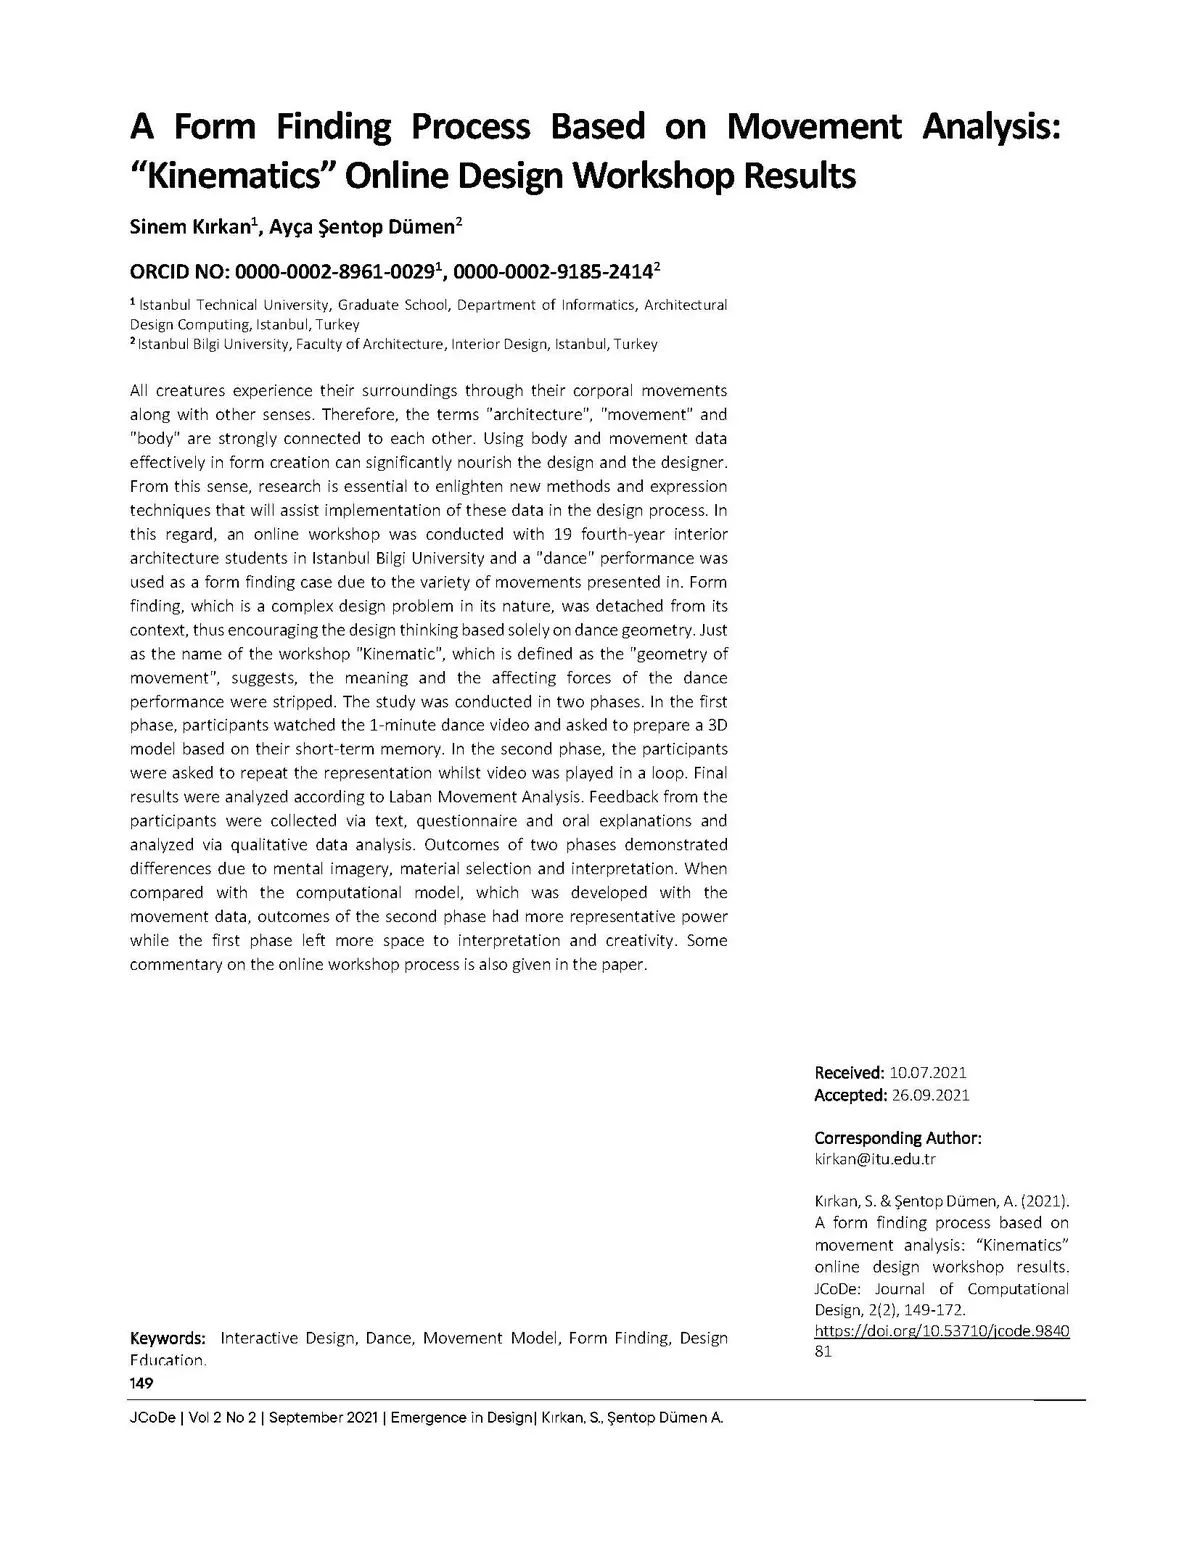 A Form Finding Process Based on Movement Analysis:
“Kinematics” Online Design Workshop Results
Sinem Kırkan¹, Ayça Şentop Dümen²
ORCID NO: 0000-0002-8961-0029¹, 0000-0002-9185-2414²
¹ Istanbul Technical University, Graduate School, Department of Informatics, Architectural
Design Computing, Istanbul, Turkey
² Istanbul Bilgi University, Faculty of Architecture, Interior Design, Istanbul, Turkey
All creatures experience their surroundings through their corporal movements
along with other senses. Therefore, the terms "architecture", "movement" and
"body" are strongly connected to each other. Using body and movement data
effectively in form creation can significantly nourish the design and the designer.
From this sense, research is essential to enlighten new methods and expression
techniques that will assist implementation of these data in the design process. In
this regard, an online workshop was conducted with 19 fourth-year interior
architecture students in Istanbul Bilgi University and a "dance" performance was
used as a form finding case due to the variety of movements presented in. Form
finding, which is a complex design problem in its nature, was detached from its
context, thus encouraging the design thinking based solely on dance geometry. Just
as the name of the workshop "Kinematic", which is defined as the "geometry of
movement", suggests, the meaning and the affecting forces of the dance
performance were stripped. The study was conducted in two phases. In the first
phase, participants watched the 1-minute dance video and asked to prepare a 3D
model based on their short-term memory. In the second phase, the participants
were asked to repeat the representation whilst video was played in a loop. Final
results were analyzed according to Laban Movement Analysis. Feedback from the
participants were collected via text, questionnaire and oral explanations and
analyzed via qualitative data analysis. Outcomes of two phases demonstrated
differences due to mental imagery, material selection and interpretation. When
compared with the computational model, which was developed with the
movement data, outcomes of the second phase had more representative power
while the first phase left more space to interpretation and creativity. Some
commentary on the online workshop process is also given in the paper.
Received: 10.07.2021
Accepted: 26.09.2021
Corresponding Author:
kirkan@itu.edu.tr
Kırkan, S. & Şentop Dümen, A. (2021).
A form finding process based on
movement analysis: “Kinematics”
online design workshop results.
JCoDe: Journal of Computational
Design, 2(2), 149-172.
https://doi.org/10.53710/jcode.9840
81
Keywords: Interactive Design, Dance, Movement Model, Form Finding, Design
Education.
149
JCoDe | Vol 2 No 2 | September 2021 | Emergence in Design| Kırkan, S., Şentop Dümen A.